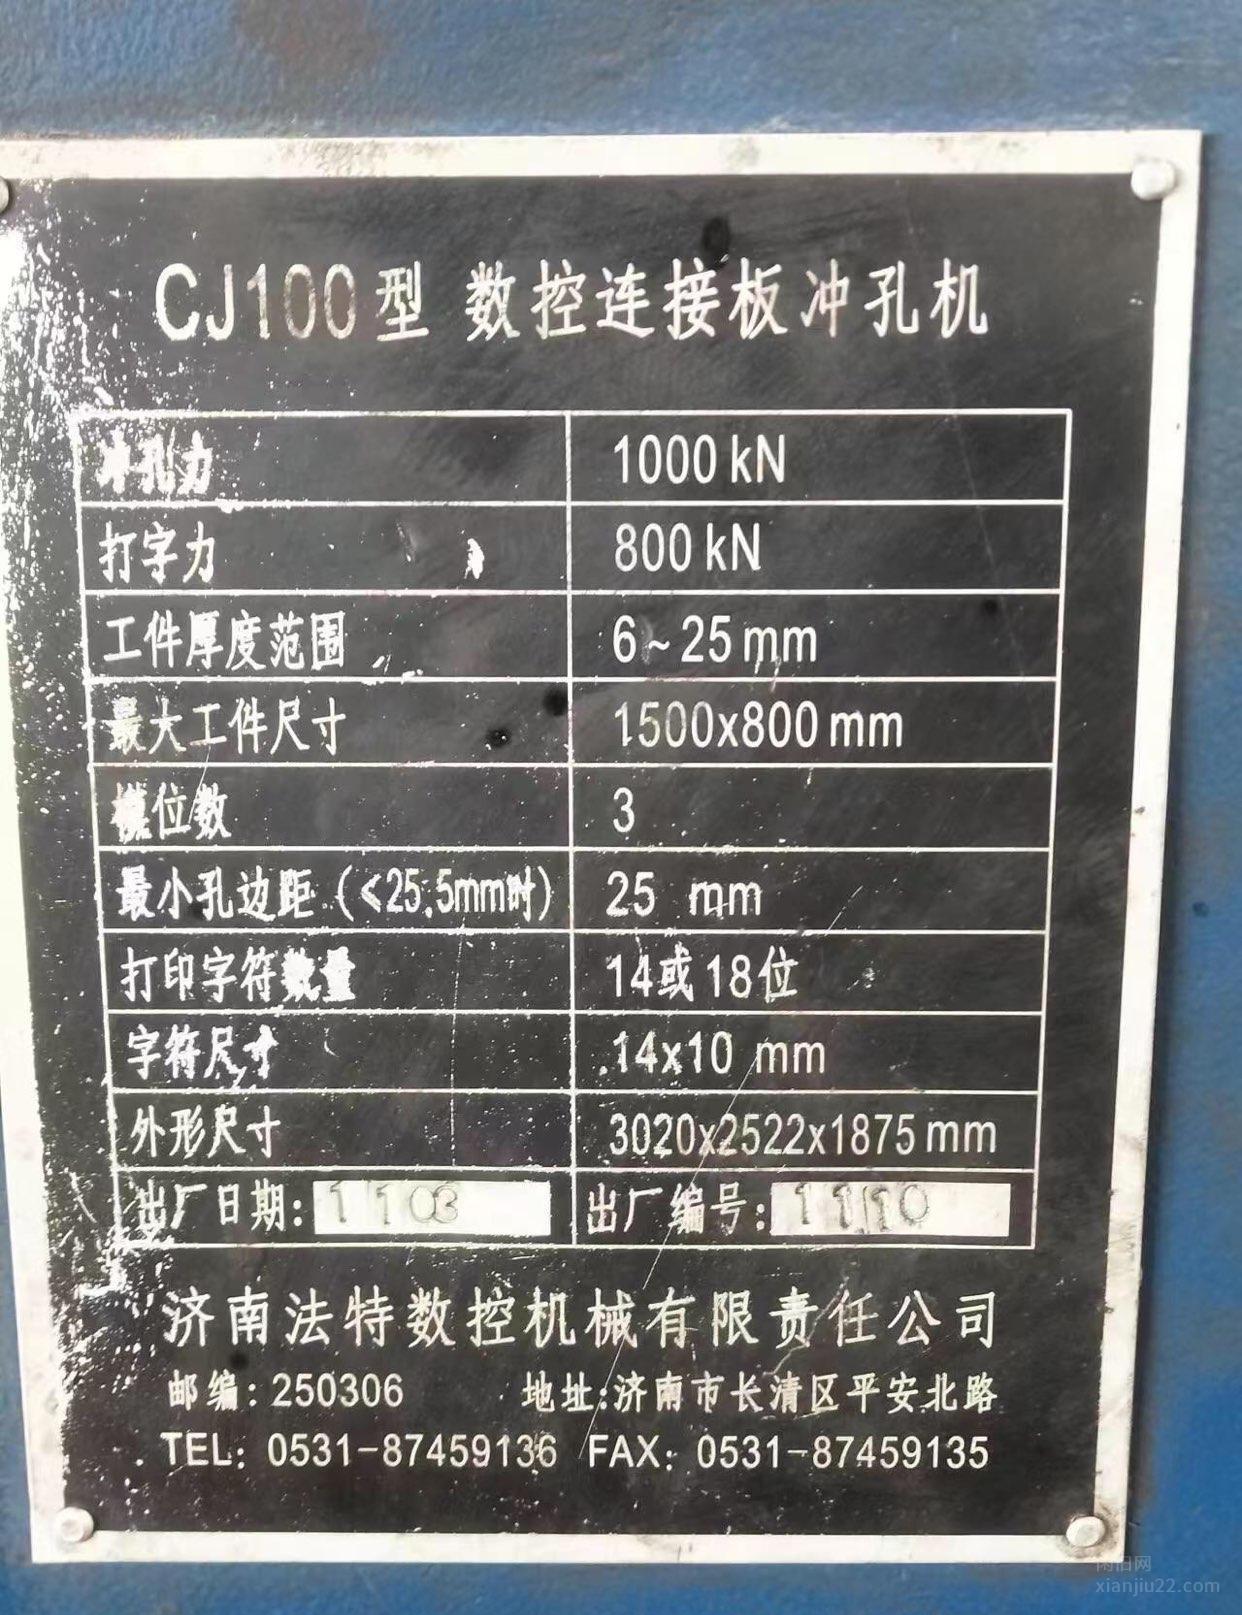 CJ100型 数控连接板冲孔机
冲孔力 1000 kN
打字力 800 kN
工件厚度范围 6~25 mm
最大工件尺寸 1500x800 mm
模位数 3
最小孔边距（≤25.5mm时） 25 mm
打印字符数量 14或18位
字符尺寸 14x10 mm
外形尺寸 3020x2522x1875 mm
出厂日期: 1103 出厂编号: 1110
济南法特数控机械有限责任公司
邮编: 250306 地址:济南市长清区平安北路
TEL: 0531-87459136 FAX: 0531-87459135
闲旧网
xianjiu22.com